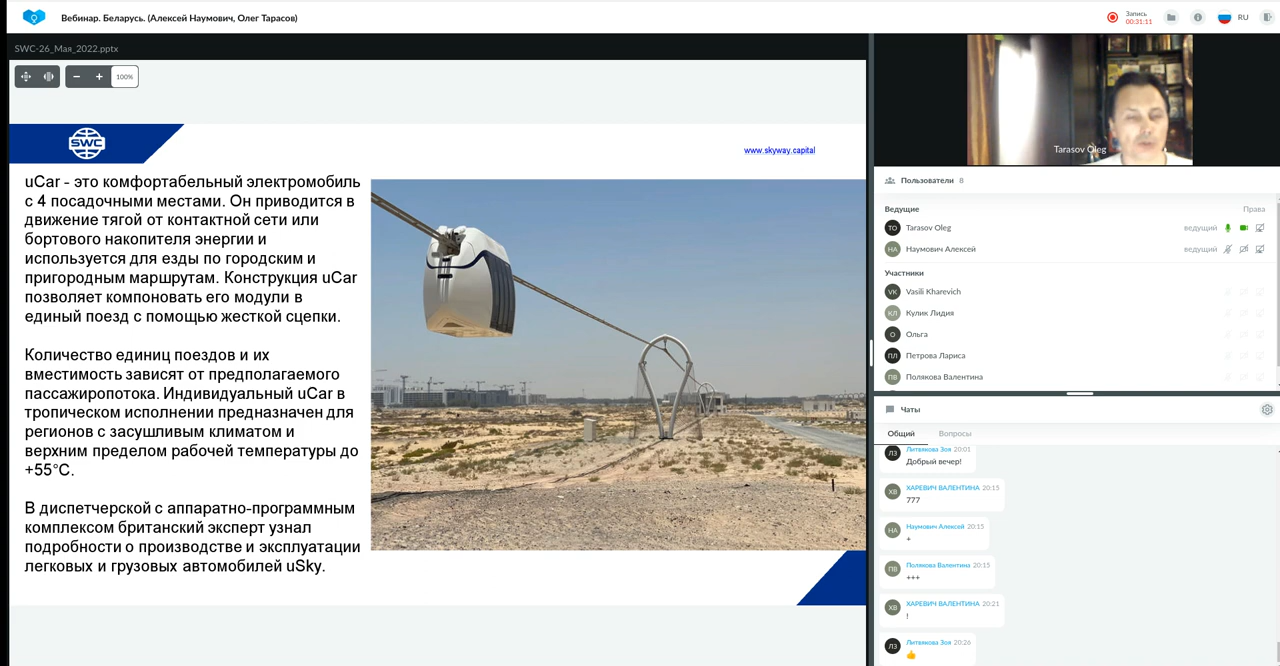 Вебинар. Беларусь. (Алексей Наумович, Олег Тарасов)
Запись
00:31:11
RU
SWC-26_Мая_2022.pptx
100%
SWC
www.skyway.capital
uCar - это комфортабельный электромобиль
с 4 посадочными местами. Он приводится в
движение тягой от контактной сети или
бортового накопителя энергии и
используется для езды по городским и
пригородным маршрутам. Конструкция uCar
позволяет компоновать его модули в
единый поезд с помощью жесткой сцепки.
Количество единиц поездов и их
вместимость зависят от предполагаемого
пассажиропотока. Индивидуальный uCar в
тропическом исполнении предназначен для
регионов с засушливым климатом и
верхним пределом рабочей температуры до
+55°C.
В диспетчерской с аппаратно-программным
комплексом британский эксперт узнал
подробности о производстве и эксплуатации
легковых и грузовых автомобилей uSky.
Tarasov Oleg
Пользователи 8
Ведущие Права
TO Tarasov Oleg ведущий
НА Наумович Алексей ведущий
Участники
VK Vasili Kharevich
КЛ Кулик Лидия
О Ольга
ПЛ Петрова Лариса
ПВ Полякова Валентина
Чаты
Общий Вопросы
ЛЗ Литвякова Зоя 20:01
Добрый вечер!
ХВ ХАРЕВИЧ ВАЛЕНТИНА 20:15
777
НА Наумович Алексей 20:15
+
ПВ Полякова Валентина 20:15
+++
ХВ ХАРЕВИЧ ВАЛЕНТИНА 20:21
!
ЛЗ Литвякова Зоя 20:26
👍